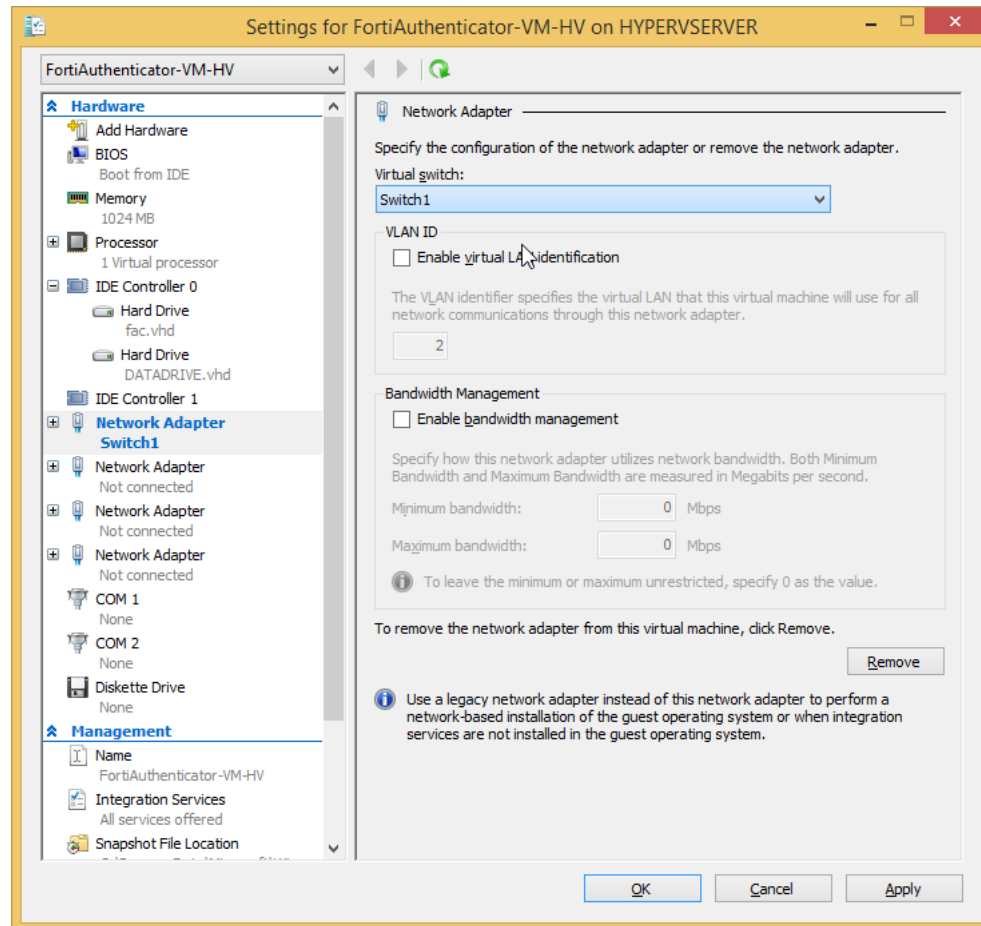 Settings for FortiAuthenticator-VM-HV on HYPERVSERVER
FortiAuthenticator-VM-HV
Hardware
Add Hardware
BIOS
Boot from IDE
Memory
1024 MB
Processor
1 Virtual processor
IDE Controller 0
Hard Drive
fac.vhd
Hard Drive
DATADRIVE.vhd
IDE Controller 1
Network Adapter
Switch1
Network Adapter
Not connected
Network Adapter
Not connected
Network Adapter
Not connected
COM 1
None
COM 2
None
Diskette Drive
None
Management
Name
FortiAuthenticator-VM-HV
Integration Services
All services offered
Snapshot File Location
Network Adapter
Specify the configuration of the network adapter or remove the network adapter.
Virtual switch:
Switch1
VLAN ID
Enable virtual LAN identification
The VLAN identifier specifies the virtual LAN that this virtual machine will use for all
network communications through this network adapter.
2
Bandwidth Management
Enable bandwidth management
Specify how this network adapter utilizes network bandwidth. Both Minimum
Bandwidth and Maximum Bandwidth are measured in Megabits per second.
Minimum bandwidth: 0 Mbps
Maximum bandwidth: 0 Mbps
To leave the minimum or maximum unrestricted, specify 0 as the value.
To remove the network adapter from this virtual machine, click Remove.
Remove
Use a legacy network adapter instead of this network adapter to perform a
network-based installation of the guest operating system or when integration
services are not installed in the guest operating system.
OK Cancel Apply